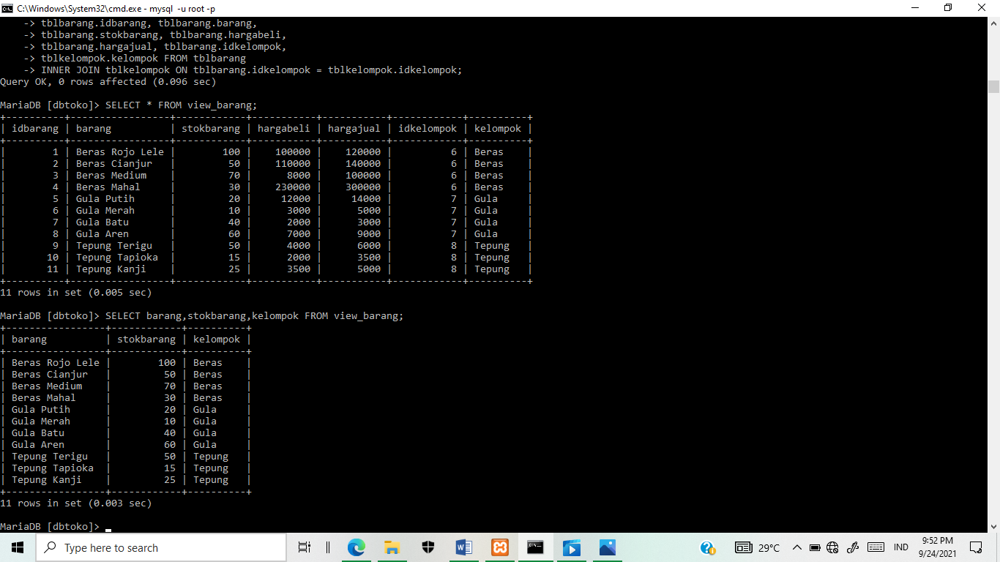 C:\Windows\System32\cmd.exe - mysql  -u root -p
    -> tblbarang.idbarang, tblbarang.barang,
    -> tblbarang.stokbarang, tblbarang.hargabeli,
    -> tblbarang.hargajual, tblbarang.idkelompok,
    -> tblkelompok.kelompok FROM tblbarang
    -> INNER JOIN tblkelompok ON tblbarang.idkelompok = tblkelompok.idkelompok;
Query OK, 0 rows affected (0.096 sec)
MariaDB [dbtoko]> SELECT * FROM view_barang;
+----------+-----------------+------------+-----------+-----------+------------+----------+
| idbarang | barang          | stokbarang | hargabeli | hargajual | idkelompok | kelompok |
+----------+-----------------+------------+-----------+-----------+------------+----------+
|        1 | Beras Rojo Lele |        100 |    100000 |    120000 |          6 | Beras    |
|        2 | Beras Cianjur   |         50 |    110000 |    140000 |          6 | Beras    |
|        3 | Beras Medium    |         70 |      8000 |    100000 |          6 | Beras    |
|        4 | Beras Mahal     |         30 |    230000 |    300000 |          6 | Beras    |
|        5 | Gula Putih      |         20 |     12000 |     14000 |          7 | Gula     |
|        6 | Gula Merah      |         10 |      3000 |      5000 |          7 | Gula     |
|        7 | Gula Batu       |         40 |      2000 |      3000 |          7 | Gula     |
|        8 | Gula Aren       |         60 |      7000 |      9000 |          7 | Gula     |
|        9 | Tepung Terigu   |         50 |      4000 |      6000 |          8 | Tepung   |
|       10 | Tepung Tapioka  |         15 |      2000 |      3500 |          8 | Tepung   |
|       11 | Tepung Kanji    |         25 |      3500 |      5000 |          8 | Tepung   |
+----------+-----------------+------------+-----------+-----------+------------+----------+
11 rows in set (0.005 sec)
MariaDB [dbtoko]> SELECT barang,stokbarang,kelompok FROM view_barang;
+-----------------+------------+----------+
| barang          | stokbarang | kelompok |
+-----------------+------------+----------+
| Beras Rojo Lele |        100 | Beras    |
| Beras Cianjur   |         50 | Beras    |
| Beras Medium    |         70 | Beras    |
| Beras Mahal     |         30 | Beras    |
| Gula Putih      |         20 | Gula     |
| Gula Merah      |         10 | Gula     |
| Gula Batu       |         40 | Gula     |
| Gula Aren       |         60 | Gula     |
| Tepung Terigu   |         50 | Tepung   |
| Tepung Tapioka  |         15 | Tepung   |
| Tepung Kanji    |         25 | Tepung   |
+-----------------+------------+----------+
11 rows in set (0.003 sec)
MariaDB [dbtoko]>
Type here to search
29°C
IND
9:52 PM
9/24/2021